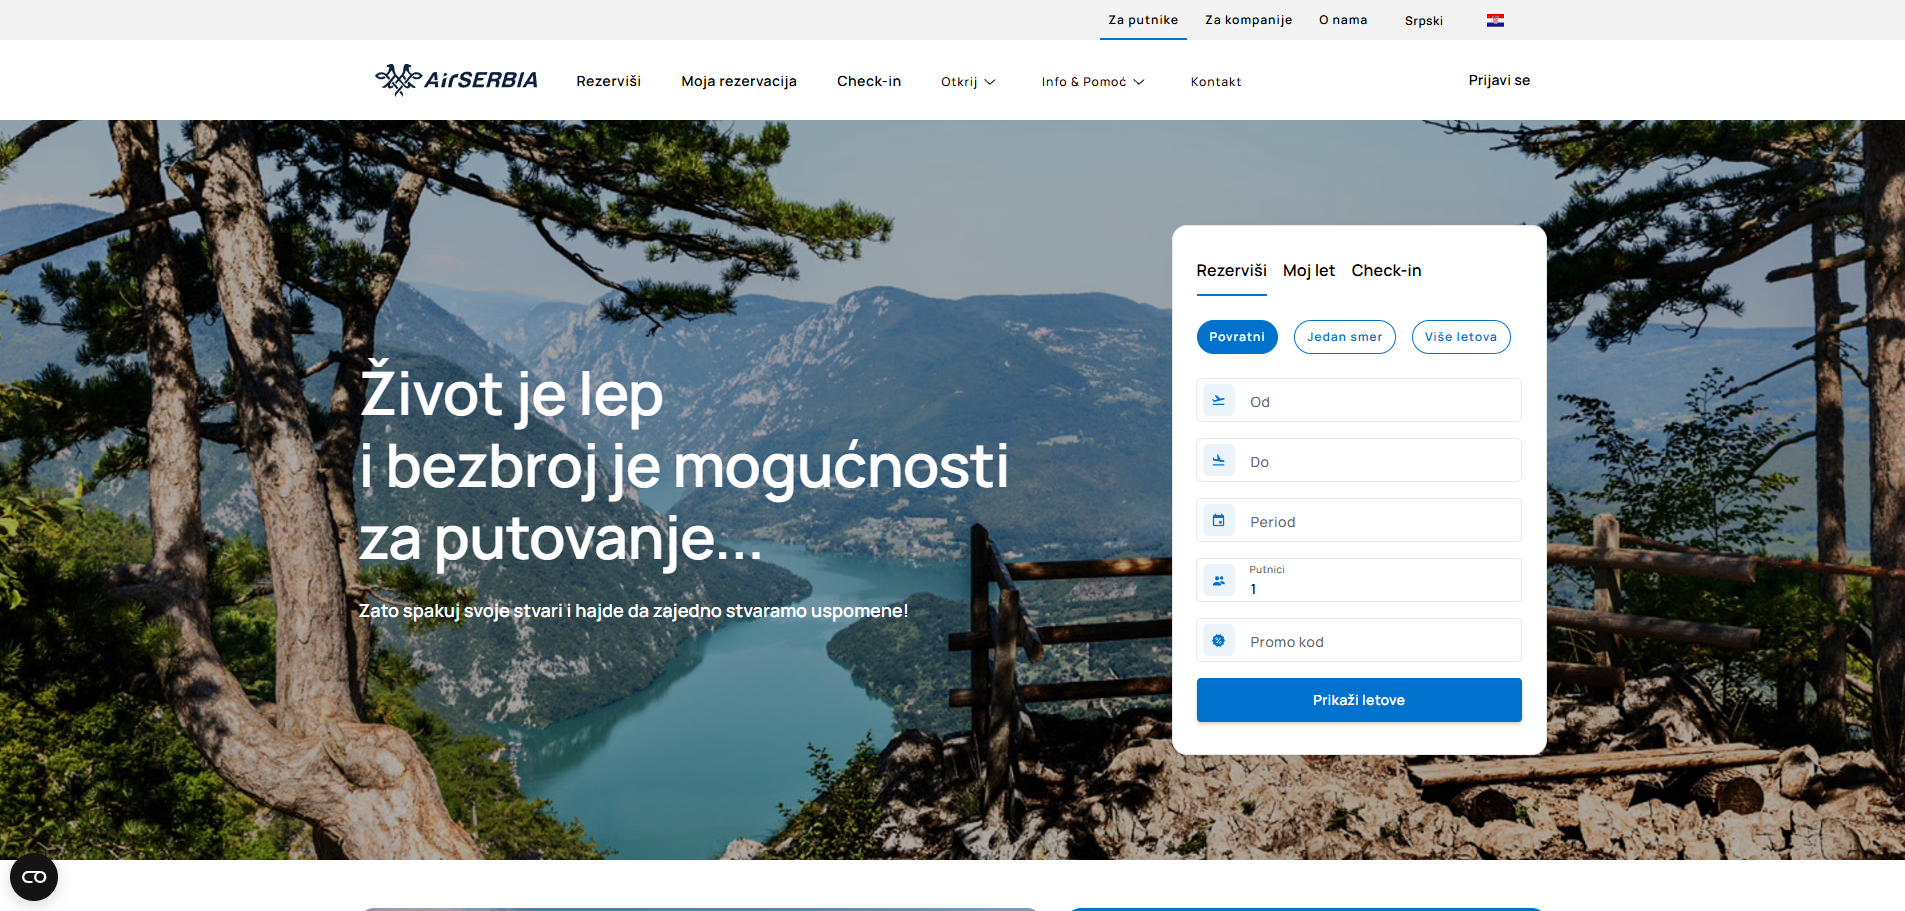 Za putnike
Za kompanije
O nama
Srpski
AirSERBIA
Rezerviši
Moja rezervacija
Check-in
Otkrij
Info & Pomoć
Kontakt
Prijavi se
Život je lep
i bezbroj je mogućnosti
za putovanje...
Zato spakuj svoje stvari i hajde da zajedno stvaramo uspomene!
Rezerviši
Moj let
Check-in
Povratni
Jedan smer
Više letova
Od
Do
Period
Putnici
1
Promo kod
Prikaži letove